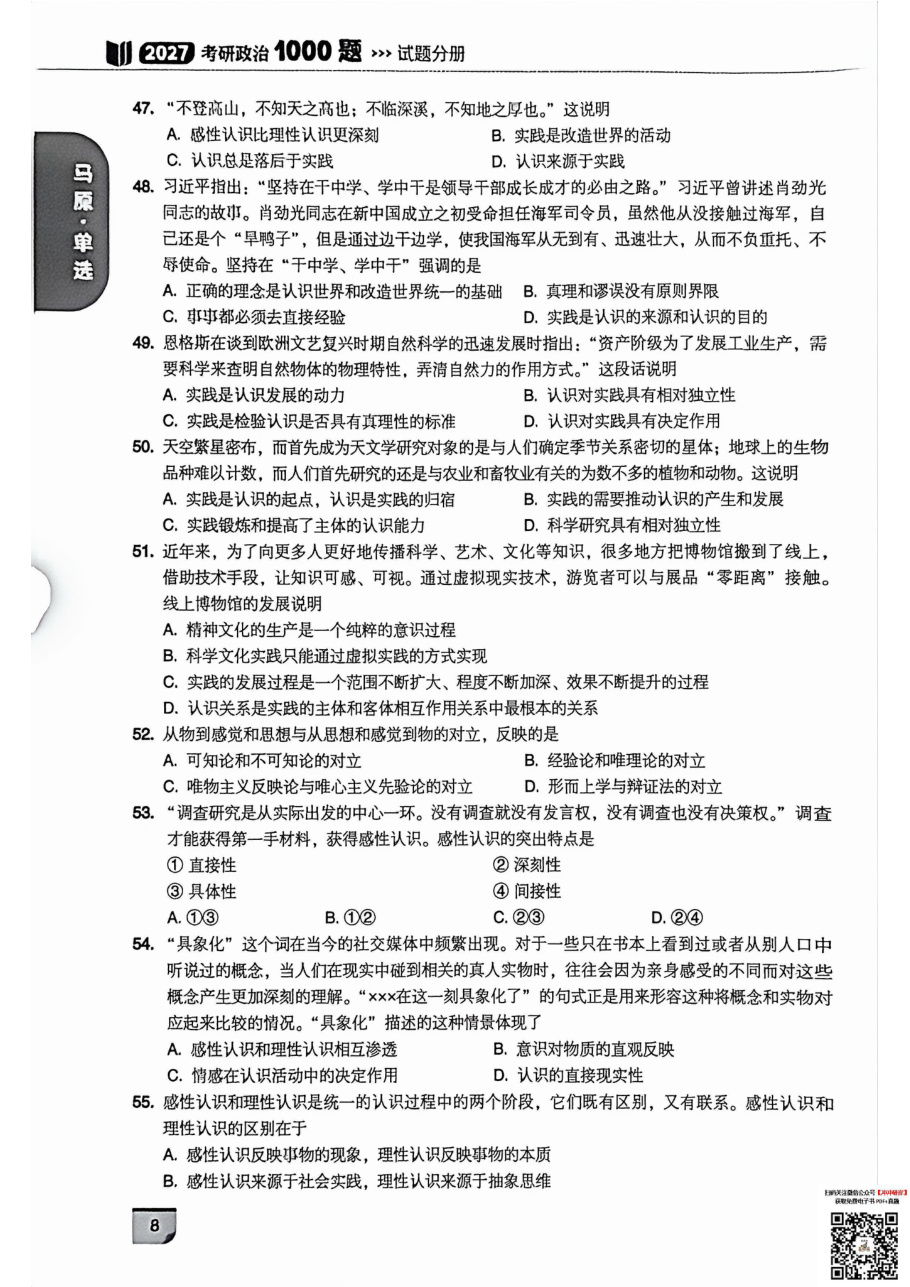 2027 考研政治1000题 >>> 试题分册
马原·单选
47. “不登高山，不知天之高也；不临深溪，不知地之厚也。”这说明
A. 感性认识比理性认识更深刻 B. 实践是改造世界的活动
C. 认识总是落后于实践 D. 认识来源于实践
48. 习近平指出：“坚持在干中学、学中干是领导干部成长成才的必由之路。”习近平曾讲述肖劲光
同志的故事。肖劲光同志在新中国成立之初受命担任海军司令员，虽然他从没接触过海军，自
己还是个“旱鸭子”，但是通过边干边学，使我国海军从无到有、迅速壮大，从而不负重托、不
辱使命。坚持在“干中学、学中干”强调的是
A. 正确的理念是认识世界和改造世界统一的基础 B. 真理和谬误没有原则界限
C. 事事都必须去直接经验 D. 实践是认识的来源和认识的目的
49. 恩格斯在谈到欧洲文艺复兴时期自然科学的迅速发展时指出：“资产阶级为了发展工业生产，需
要科学来查明自然物体的物理特性，弄清自然力的作用方式。”这段话说明
A. 实践是认识发展的动力 B. 认识对实践具有相对独立性
C. 实践是检验认识是否具有真理性的标准 D. 认识对实践具有决定作用
50. 天空繁星密布，而首先成为天文学研究对象的是与人们确定季节关系密切的星体；地球上的生物
品种难以计数，而人们首先研究的还是与农业和畜牧业有关的为数不多的植物和动物。这说明
A. 实践是认识的起点，认识是实践的归宿 B. 实践的需要推动认识的产生和发展
C. 实践锻炼和提高了主体的认识能力 D. 科学研究具有相对独立性
51. 近年来，为了向更多人更好地传播科学、艺术、文化等知识，很多地方把博物馆搬到了线上，
借助技术手段，让知识可感、可视。通过虚拟现实技术，游览者可以与展品“零距离”接触。
线上博物馆的发展说明
A. 精神文化的生产是一个纯粹的意识过程
B. 科学文化实践只能通过虚拟实践的方式实现
C. 实践的发展过程是一个范围不断扩大、程度不断加深、效果不断提升的过程
D. 认识关系是实践的主体和客体相互作用关系中最根本的关系
52. 从物到感觉和思想与从思想和感觉到物的对立，反映的是
A. 可知论和不可知论的对立 B. 经验论和唯理论的对立
C. 唯物主义反映论与唯心主义先验论的对立 D. 形而上学与辩证法的对立
53. “调查研究是从实际出发的中心一环。没有调查就没有发言权，没有调查也没有决策权。”调查
才能获得第一手材料，获得感性认识。感性认识的突出特点是
① 直接性 ② 深刻性
③ 具体性 ④ 间接性
A. ①③ B. ①② C. ②③ D. ②④
54. “具象化”这个词在当今的社交媒体中频繁出现。对于一些只在书本上看到过或者从别人口中
听说过的概念，当人们在现实中碰到相关的真人实物时，往往会因为亲身感受的不同而对这些
概念产生更加深刻的理解。“×××在这一刻具象化了”的句式正是用来形容这种将概念和实物对
应起来比较的情况。“具象化”描述的这种情景体现了
A. 感性认识和理性认识相互渗透 B. 意识对物质的直观反映
C. 情感在认识活动中的决定作用 D. 认识的直接现实性
55. 感性认识和理性认识是统一的认识过程中的两个阶段，它们既有区别，又有联系。感性认识和
理性认识的区别在于
A. 感性认识反映事物的现象，理性认识反映事物的本质
B. 感性认识来源于社会实践，理性认识来源于抽象思维
8